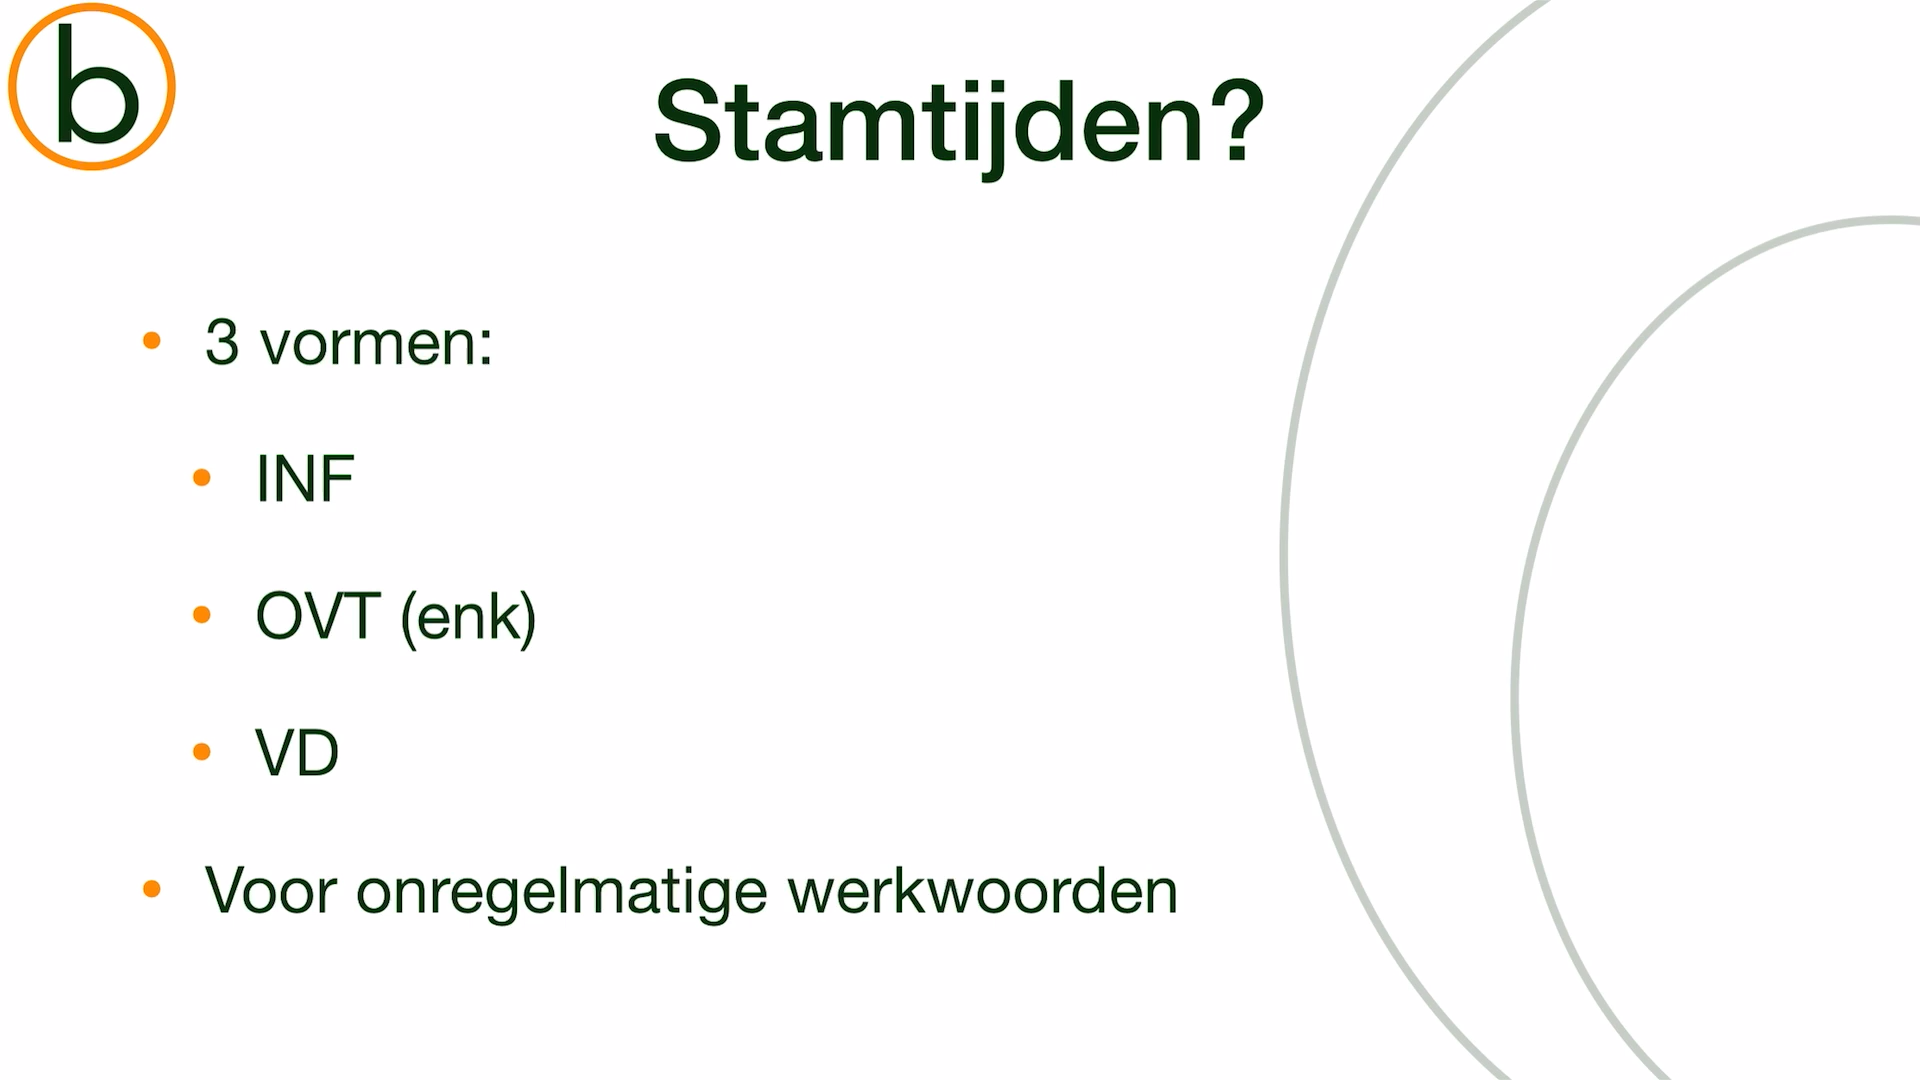 b
Stamtijden?
• 3 vormen:
• INF
• OVT (enk)
• VD
• Voor onregelmatige werkwoorden